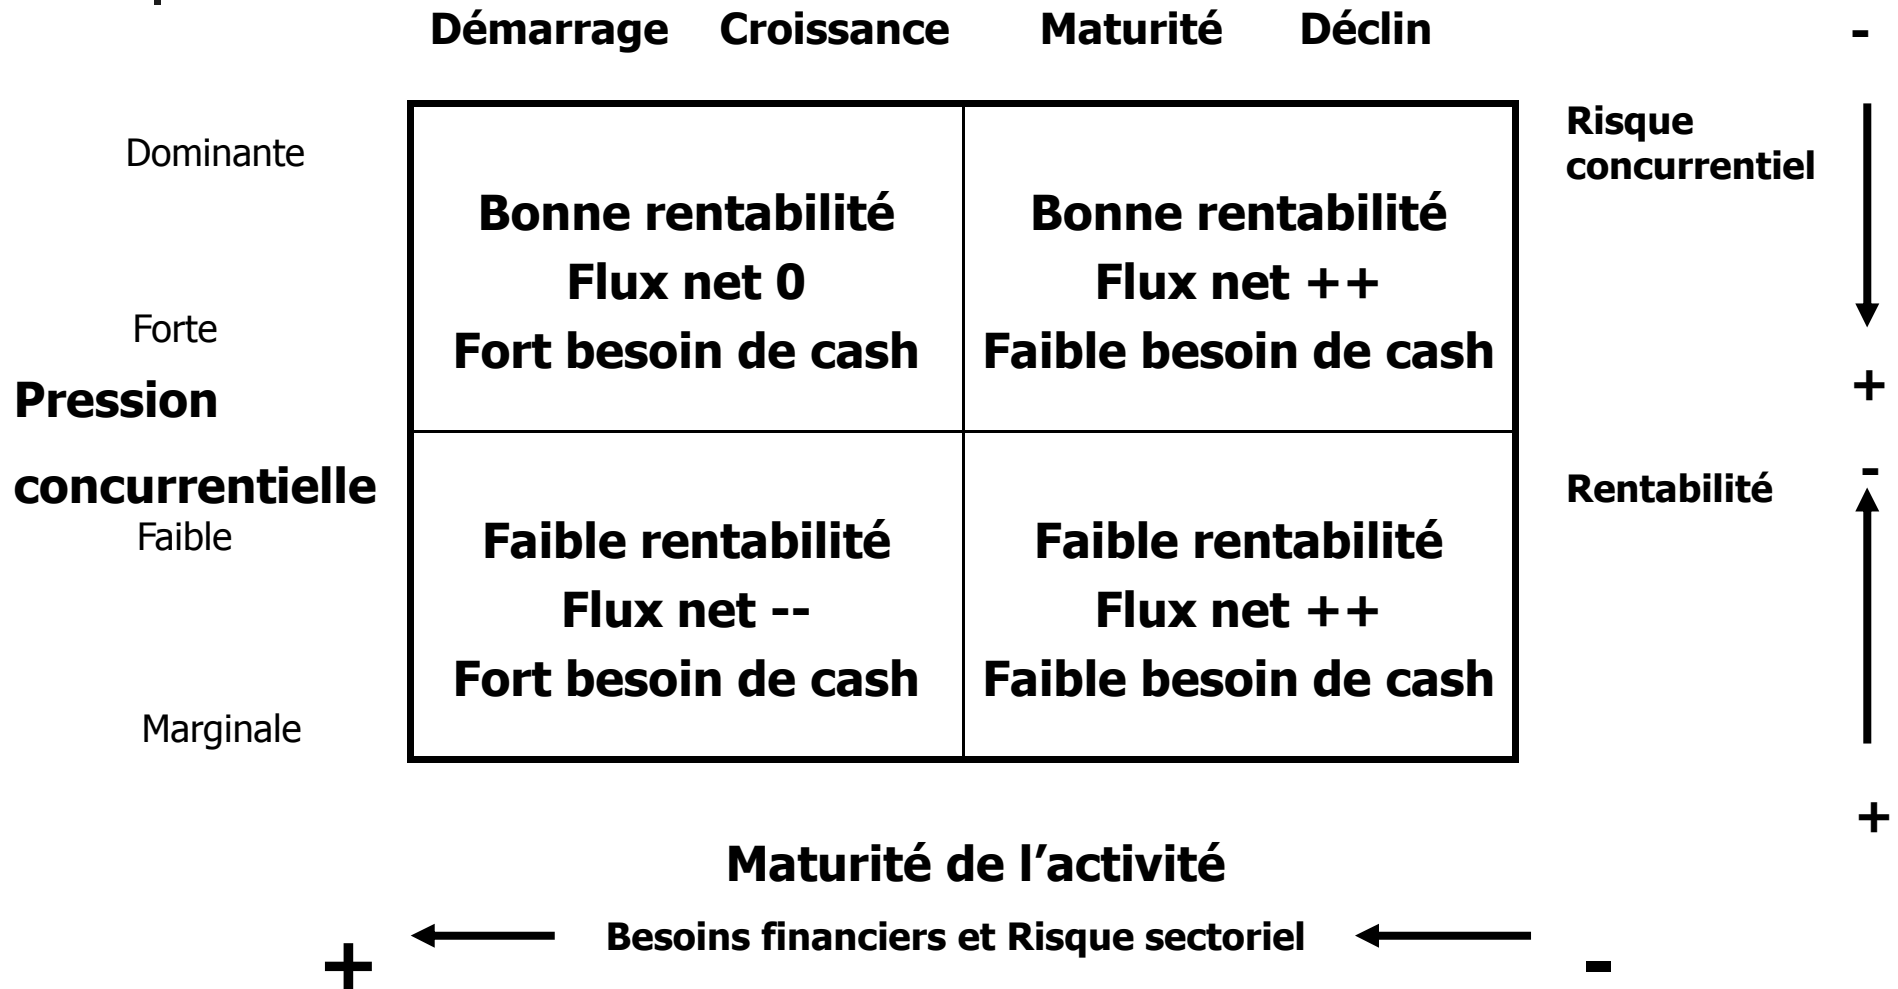 Démarrage Croissance Maturité Déclin -
Risque
concurrentiel
Dominante
Bonne rentabilité Bonne rentabilité
Flux net 0 Flux net ++
Forte
Fort besoin de cash Faible besoin de cash
+
Pression
concurrentielle
-
Rentabilité
Faible
Faible rentabilité Faible rentabilité
Flux net -- Flux net ++
Fort besoin de cash Faible besoin de cash
Marginale
+
Maturité de l’activité
Besoins financiers et Risque sectoriel
+ -